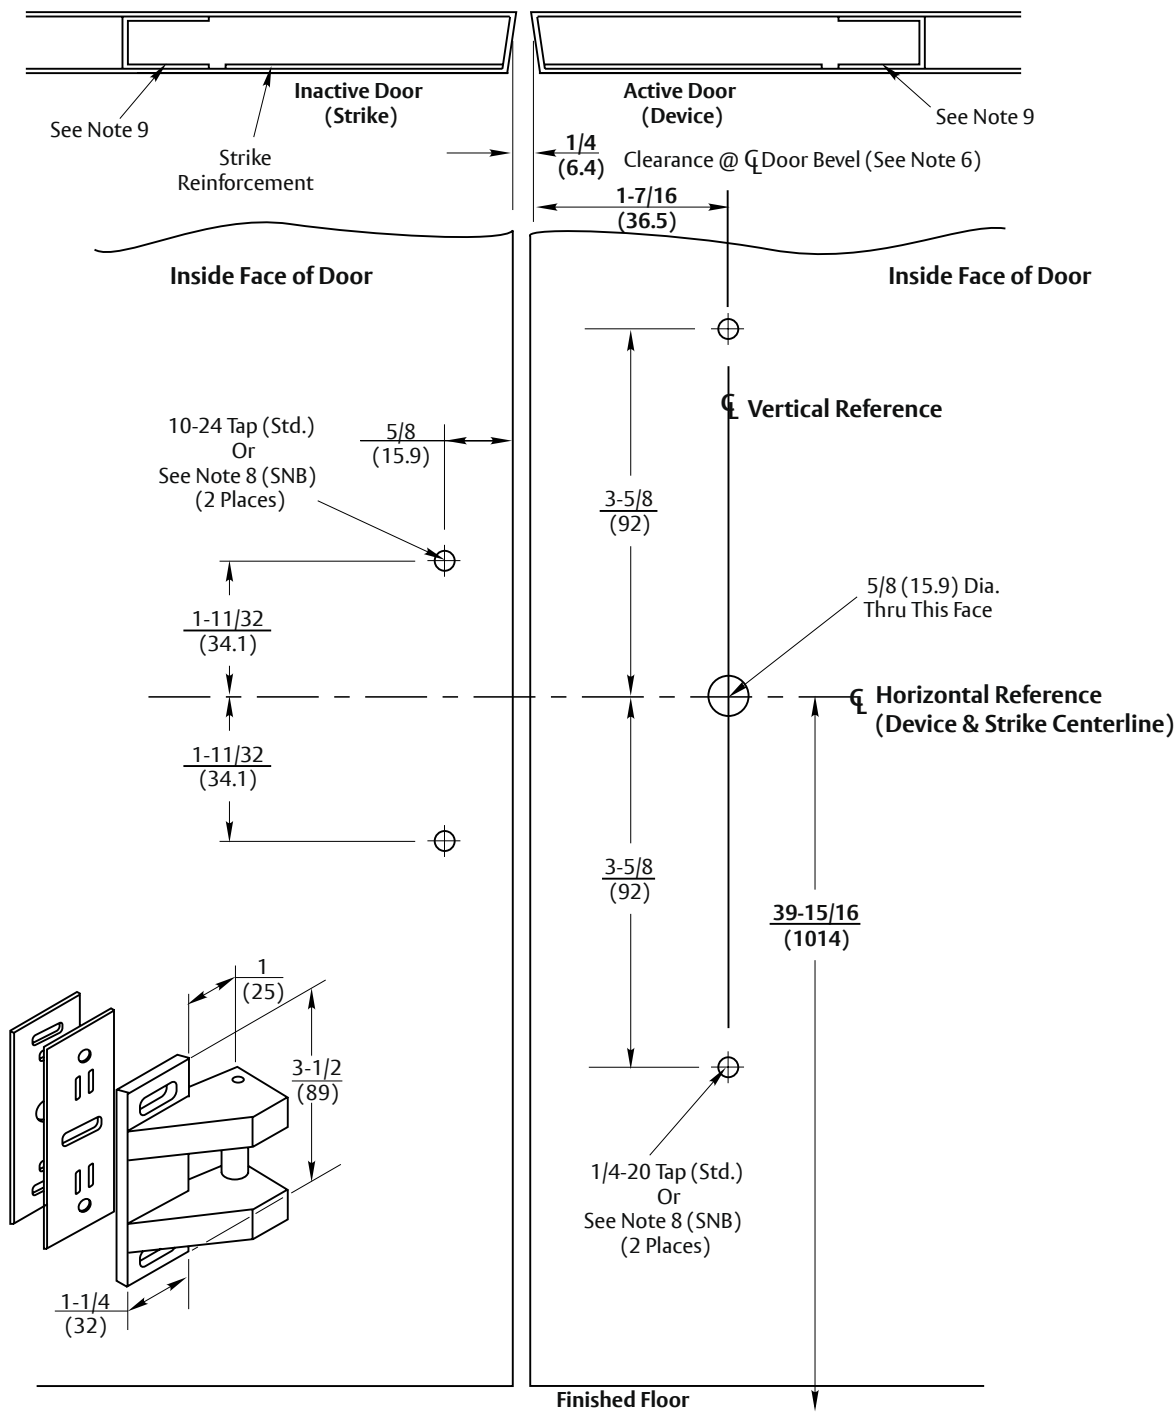 Inactive Door
(Strike)
Active Door
(Device)
See Note 9
See Note 9
Strike
Reinforcement
1/4
(6.4)
Clearance @ ℄ Door Bevel (See Note 6)
1-7/16
(36.5)
Inside Face of Door
Inside Face of Door
℄ Vertical Reference
10-24 Tap (Std.)
Or
See Note 8 (SNB)
(2 Places)
5/8
(15.9)
3-5/8
(92)
5/8 (15.9) Dia.
Thru This Face
1-11/32
(34.1)
℄ Horizontal Reference
(Device & Strike Centerline)
1-11/32
(34.1)
3-5/8
(92)
39-15/16
(1014)
1
(25)
3-1/2
(89)
1/4-20 Tap (Std.)
Or
See Note 8 (SNB)
(2 Places)
1-1/4
(32)
Finished Floor